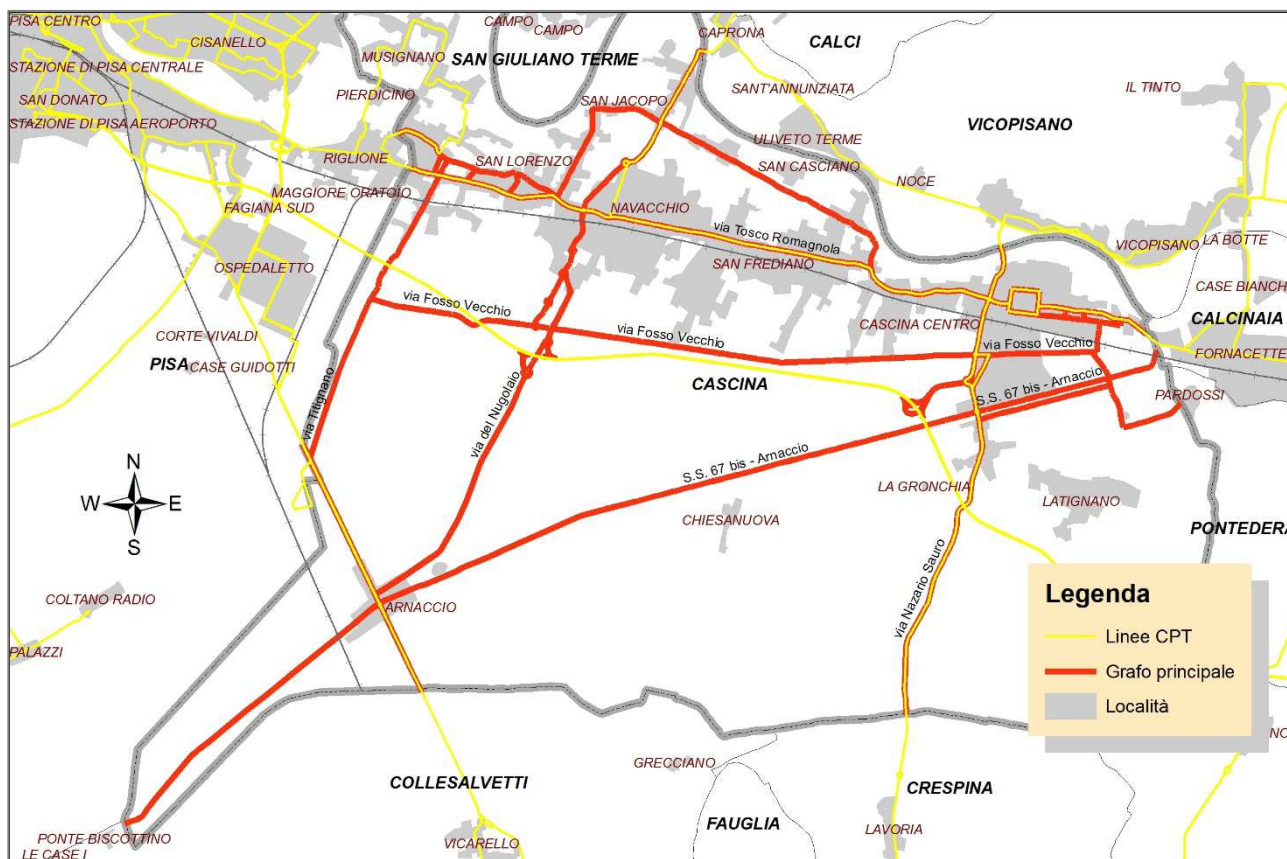 PISA CENTRO
CISANELLO
STAZIONE DI PISA CENTRALE
SAN DONATO
STAZIONE DI PISA AEROPORTO
MUSIGNANO
PIERDICINO
CAMPO
CAMPO
SAN GIULIANO TERME
CAPRONA
CALCI
SAN JACOPO
SANT'ANNUNZIATA
IL TINTO
VICOPISANO
ULIVETO TERME
SAN CASCIANO
NOCE
RIGLIONE
SAN LORENZO
MAGGIORE ORATOIO
FAGIANA SUD
NAVACCHIO
via Tosco Romagnola
SAN FREDIANO
VICOPISANO
LA BOTTE
OSPEDALETTO
CASE BIANCH
via Fosso Vecchio
via Fosso Vecchio
CASCINA CENTRO
via Fosso Vecchio
CALCINAIA
FORNACETTE
CORTE VIVALDI
PISA
CASE GUIDOTTI
CASCINA
PARDOSSI
S.S. 67 bis - Arnaccio
via Titignano
via del Nugolaio
S.S. 67 bis - Arnaccio
N
W
E
S
LA GRONCHIA
LATIGNANO
CHIESANUOVA
PONTEDERA
via Nazario Sauro
COLTANO RADIO
ARNACCIO
PALAZZI
Legenda
Linee CPT
Grafo principale
Località
NO
GRECCIANO
COLLESALVETTI
CRESPINA
FAUGLIA
LAVORIA
PONTE BISCOTTINO
LE CASE I
VICARELLO